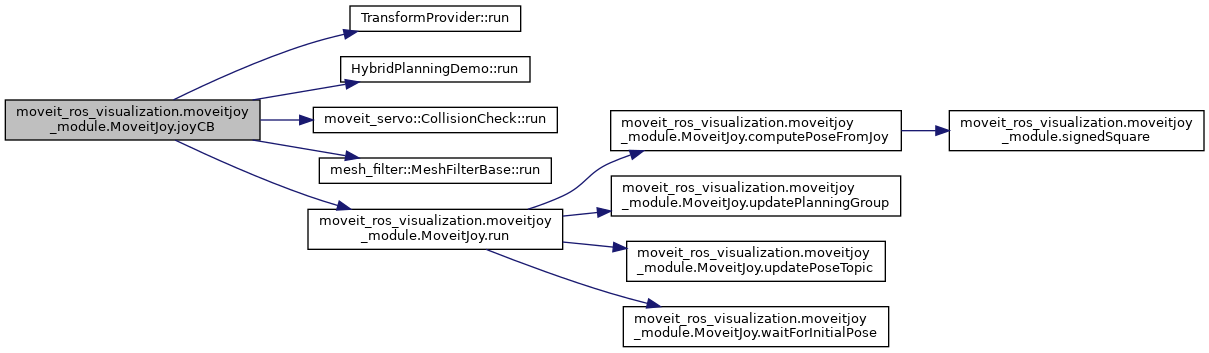 moveit_ros_visualization.moveitjoy
_module.MoveitJoy.joyCB
TransformProvider::run
HybridPlanningDemo::run
moveit_servo::CollisionCheck::run
mesh_filter::MeshFilterBase::run
moveit_ros_visualization.moveitjoy
_module.MoveitJoy.run
moveit_ros_visualization.moveitjoy
_module.MoveitJoy.computePoseFromJoy
moveit_ros_visualization.moveitjoy
_module.signedSquare
moveit_ros_visualization.moveitjoy
_module.MoveitJoy.updatePlanningGroup
moveit_ros_visualization.moveitjoy
_module.MoveitJoy.updatePoseTopic
moveit_ros_visualization.moveitjoy
_module.MoveitJoy.waitForInitialPose